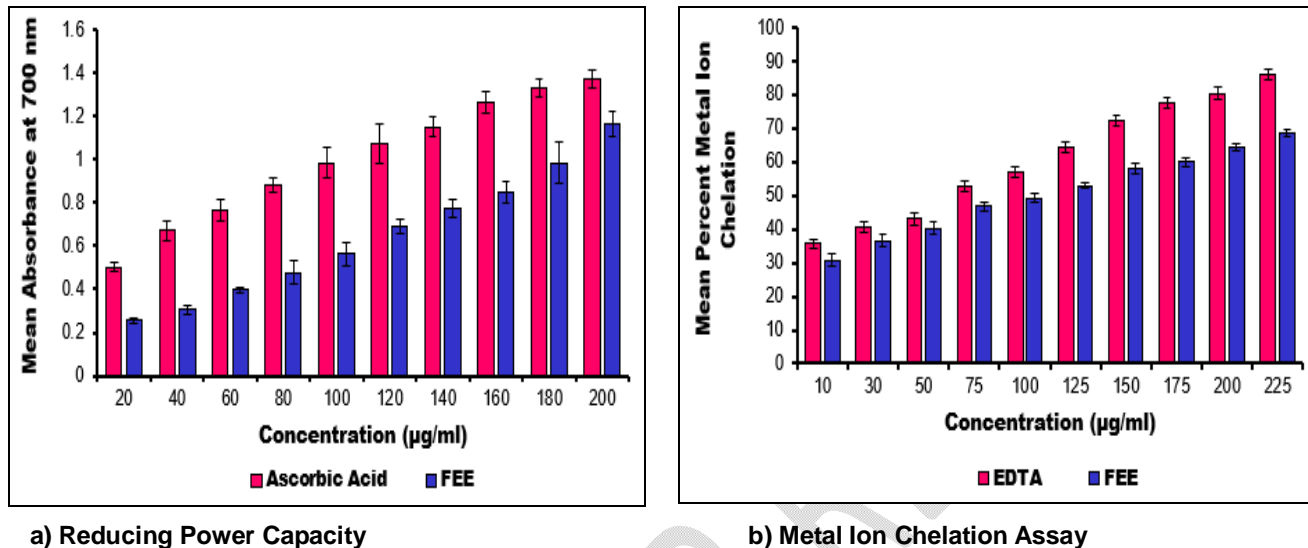 Mean Absorbance at 700 nm
1.6
1.4
1.2
1
0.8
0.6
0.4
0.2
0
20 40 60 80 100 120 140 160 180 200
Concentration (µg/ml)
Ascorbic Acid FEE
a) Reducing Power Capacity
Mean Percent Metal Ion
Chelation
100
90
80
70
60
50
40
30
20
10
0
10 30 50 75 100 125 150 175 200 225
Concentration (µg/ml)
EDTA FEE
b) Metal Ion Chelation Assay